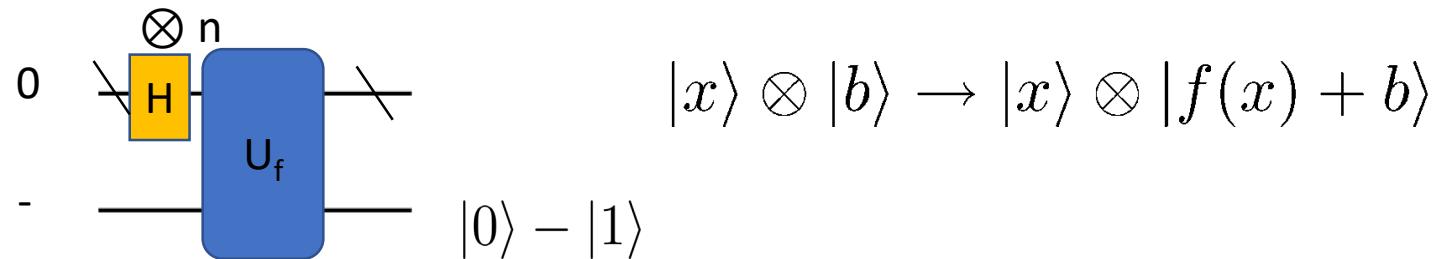 ⊗ n
0
H
|x⟩ ⊗ |b⟩ → |x⟩ ⊗ |f(x) + b⟩
U_f
-
|0⟩ − |1⟩